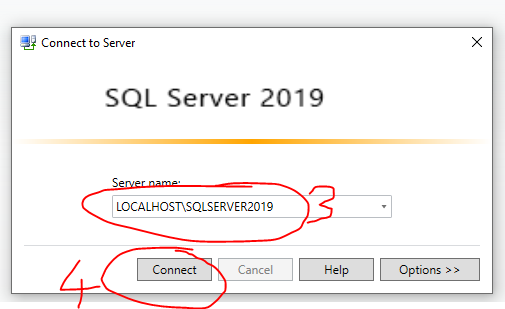 Connect to Server
SQL Server 2019
Server name:
LOCALHOST\SQLSERVER2019
3
4
Connect
Cancel
Help
Options >>